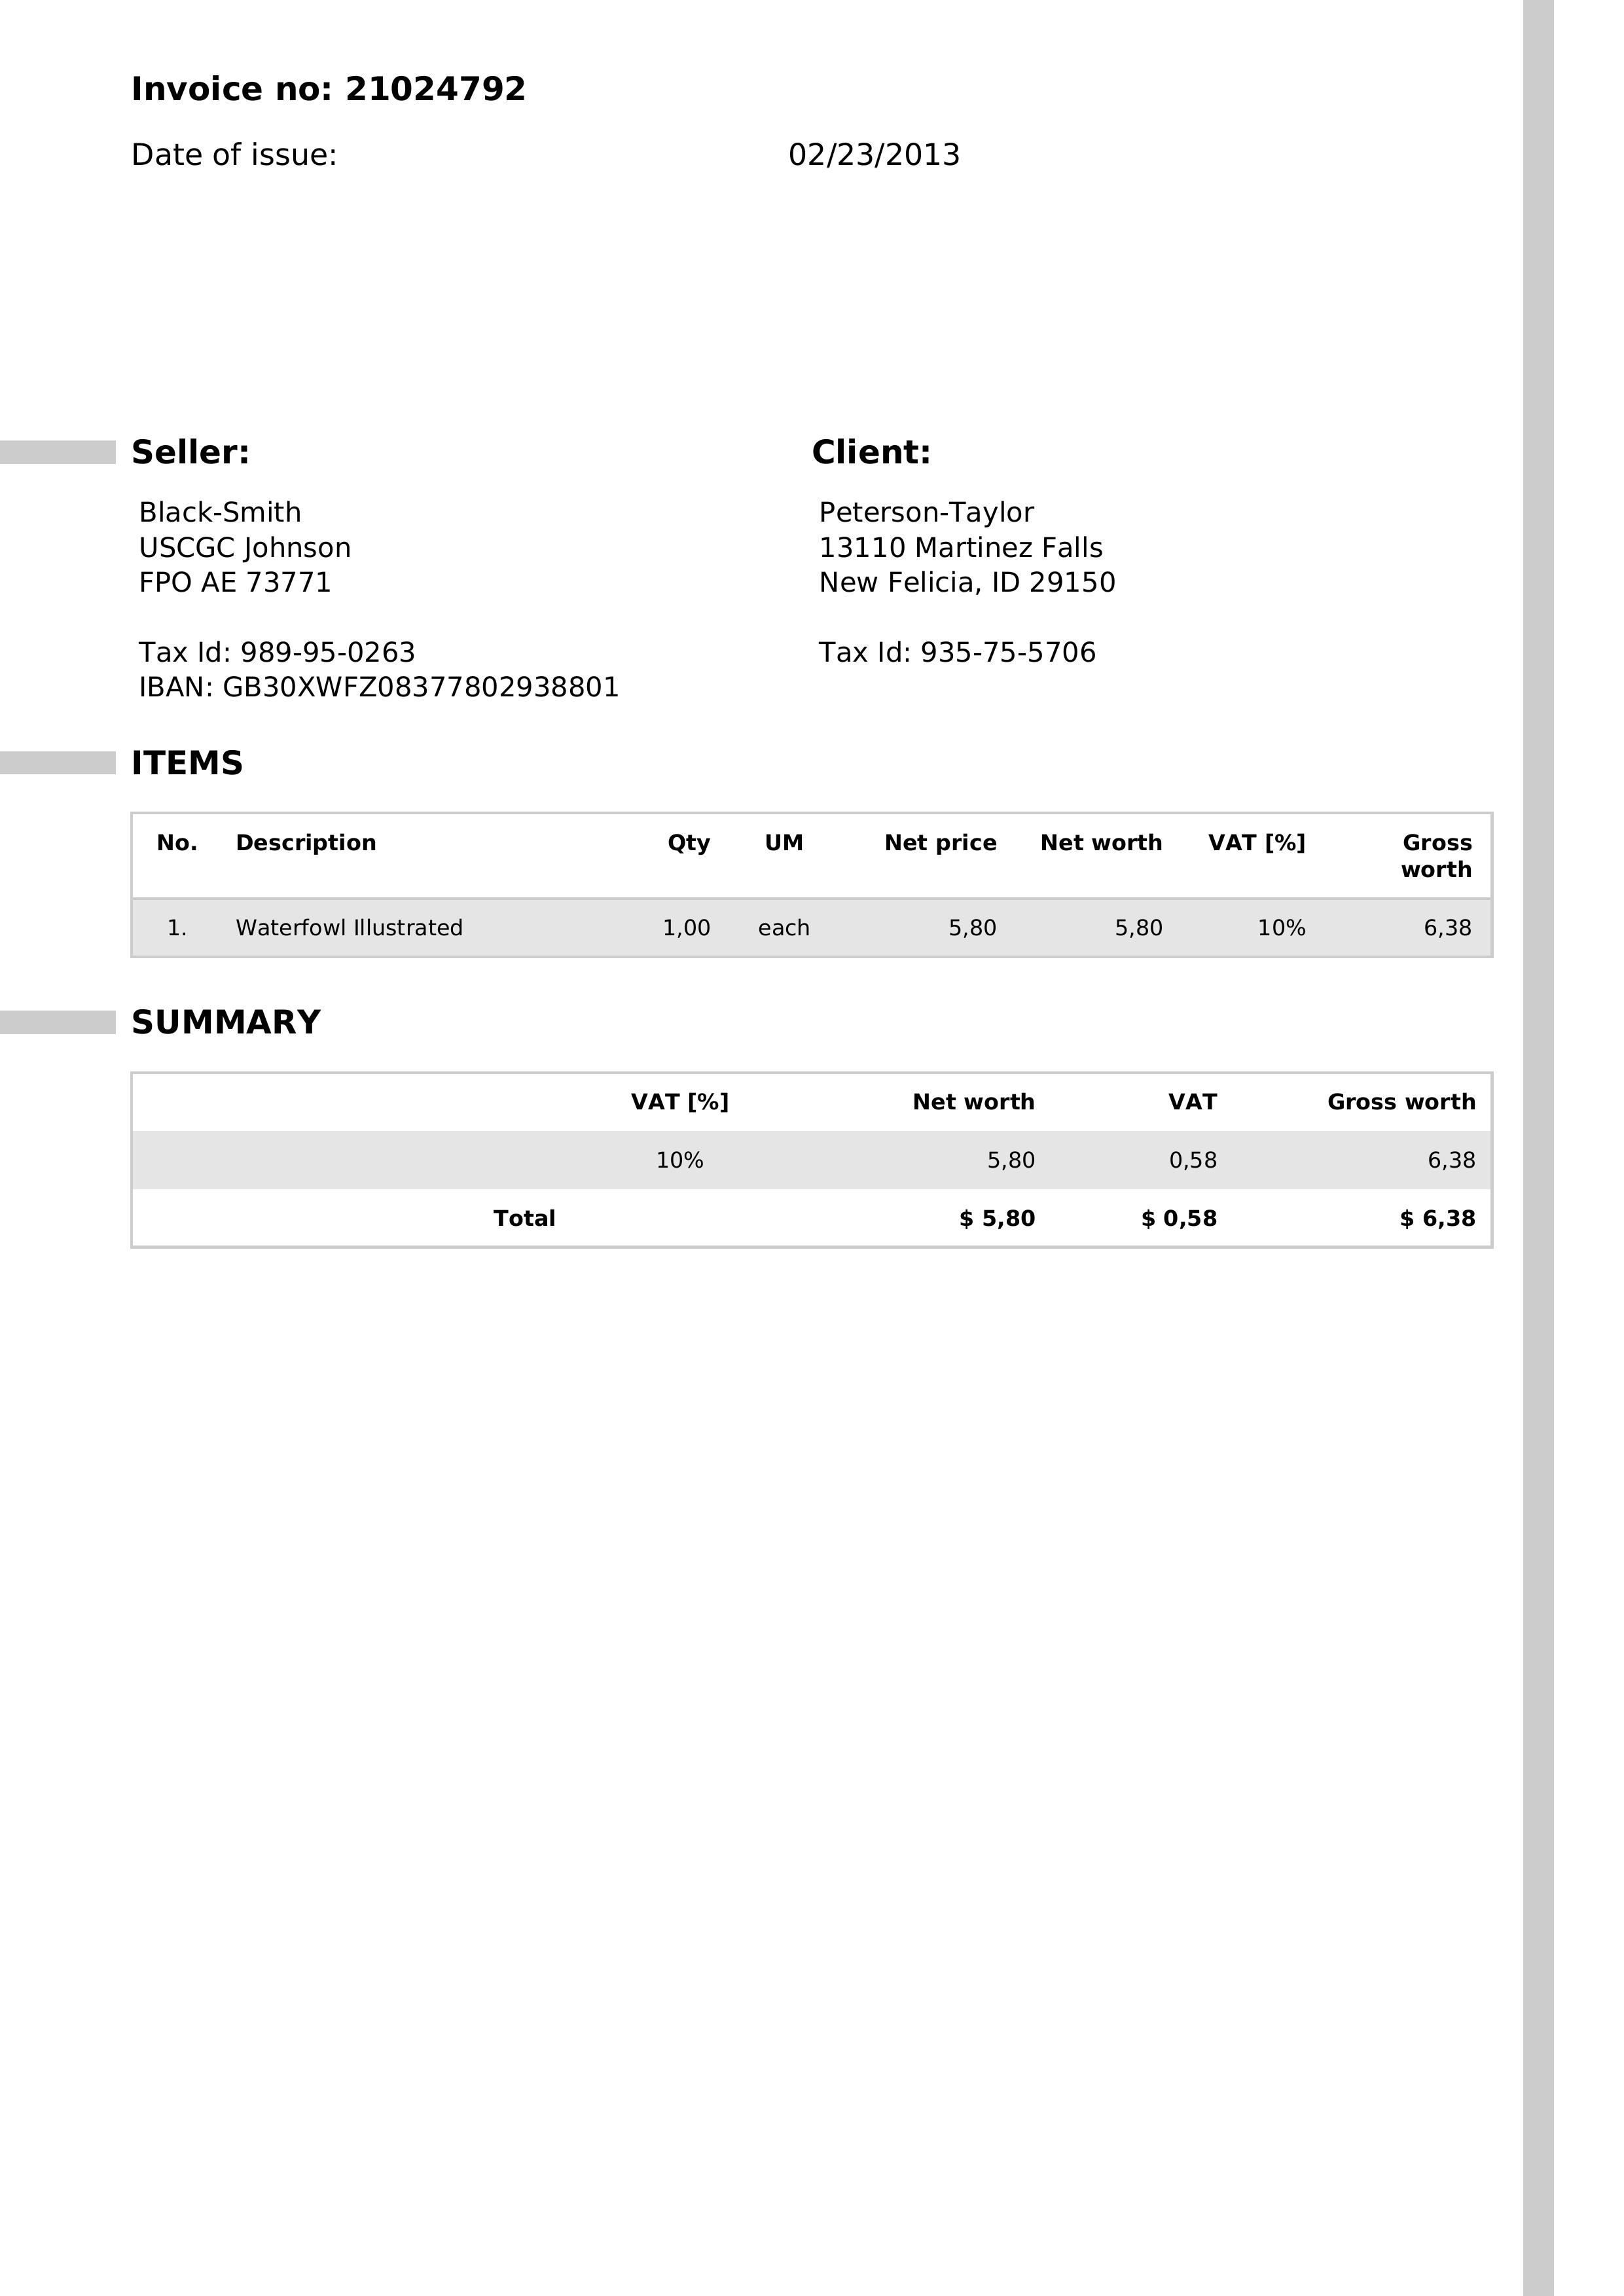 Invoice no: 21024792
Date of issue: 02/23/2013
Seller:
Black-Smith
USCGC Johnson
FPO AE 73771
Tax Id: 989-95-0263
IBAN: GB30XWFZ08377802938801
Client:
Peterson-Taylor
13110 Martinez Falls
New Felicia, ID 29150
Tax Id: 935-75-5706
ITEMS
No. Description Qty UM Net price Net worth VAT [%] Gross worth
1. Waterfowl Illustrated 1,00 each 5,80 5,80 10% 6,38
SUMMARY
VAT [%] Net worth VAT Gross worth
10% 5,80 0,58 6,38
Total $ 5,80 $ 0,58 $ 6,38